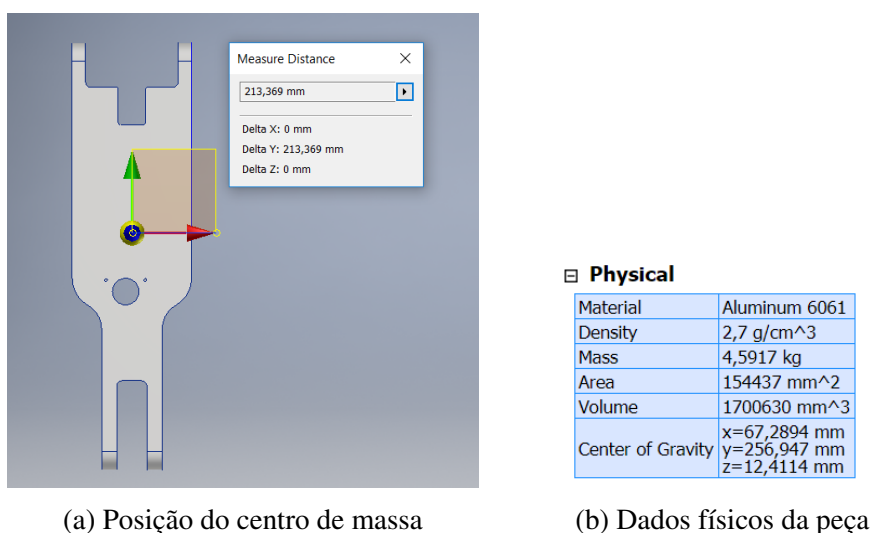 Measure Distance
213,369 mm
Delta X: 0 mm
Delta Y: 213,369 mm
Delta Z: 0 mm
Physical
Material Aluminum 6061
Density 2,7 g/cm^3
Mass 4,5917 kg
Area 154437 mm^2
Volume 1700630 mm^3
Center of Gravity x=67,2894 mm
y=256,947 mm
z=12,4114 mm
(a) Posição do centro de massa
(b) Dados físicos da peça